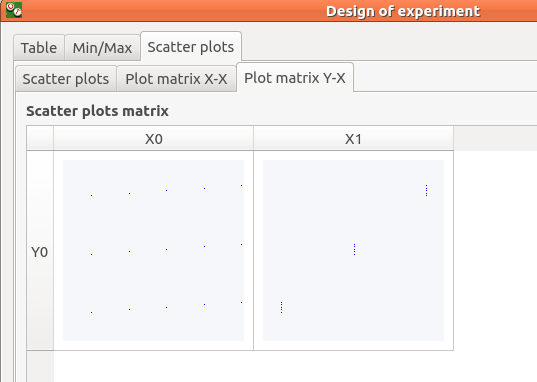 Design of experiment
Table Min/Max Scatter plots
Scatter plots Plot matrix X-X Plot matrix Y-X
Scatter plots matrix
X0 X1
Y0